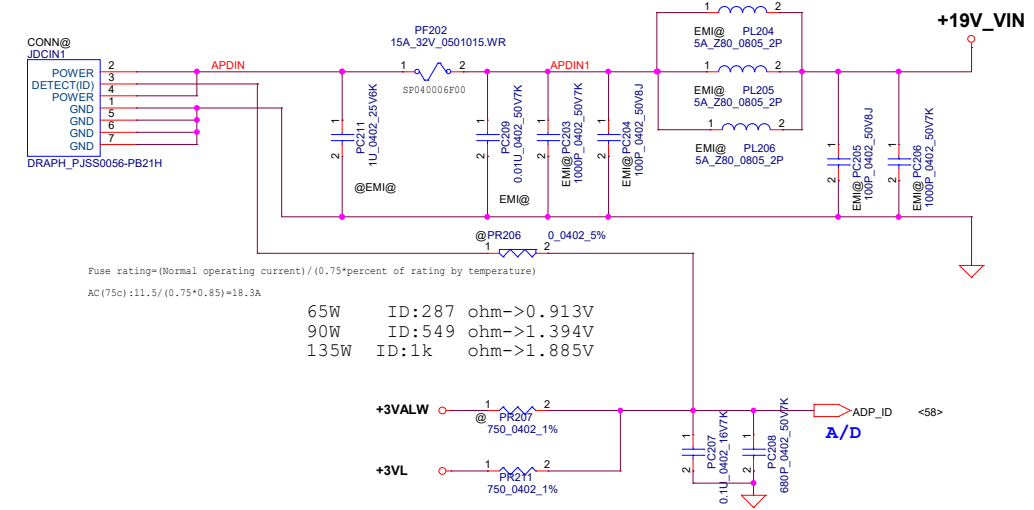 CONN@
JDCIN1
POWER 2
DETECT(ID) 3
POWER 4
GND 1
GND 5
GND 6
GND 7
DRAPH_PJSS0056-PB21H
APDIN
PF202
15A_32V_0501015.WR
1 2
SP040006F00
APDIN1
1 2
EMI@ PL204
5A_Z80_0805_2P
1 2
EMI@ PL205
5A_Z80_0805_2P
1 2
EMI@ PL206
5A_Z80_0805_2P
+19V_VIN
1 2
PC211
1U_0402_25V6K
@EMI@
1 2
PC209
0.01U_0402_50V7K
EMI@
1 2
EMI@ PC203
1000P_0402_50V7K
1 2
EMI@ PC204
100P_0402_50V8J
1 2
EMI@ PC205
100P_0402_50V8J
1 2
EMI@ PC206
1000P_0402_50V7K
@PR206 0_0402_5%
1 2
Fuse rating=(Normal operating current)/(0.75*percent of rating by temperature)
AC(75c):11.5/(0.75*0.85)=18.3A
65W ID:287 ohm->0.913V
90W ID:549 ohm->1.394V
135W ID:1k ohm->1.885V
+3VALW
1 2
@ PR207
750_0402_1%
+3VL
1 2
PR211
750_0402_1%
1 2
PC207
0.1U_0402_16V7K
1 2
PC208
680P_0402_50V7K
ADP_ID <58>
A/D